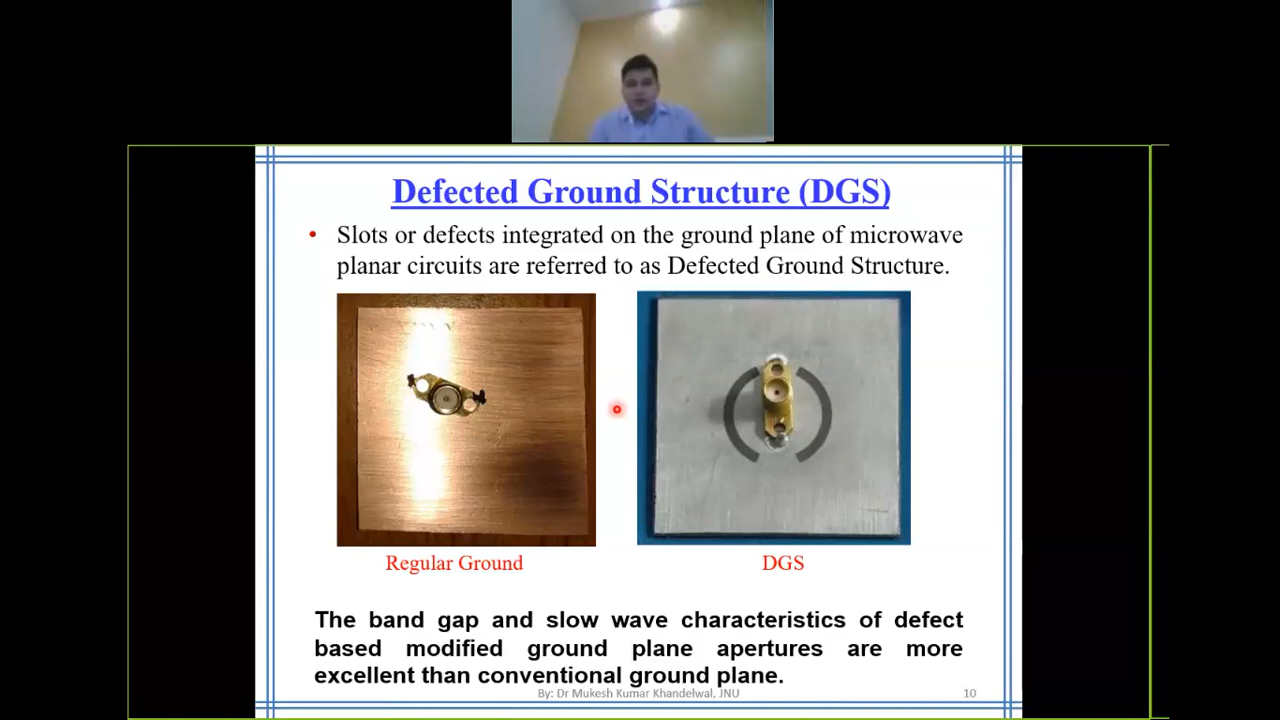 Defected Ground Structure (DGS)
• Slots or defects integrated on the ground plane of microwave
planar circuits are referred to as Defected Ground Structure.
Regular Ground
DGS
The band gap and slow wave characteristics of defect
based modified ground plane apertures are more
excellent than conventional ground plane.
By: Dr Mukesh Kumar Khandelwal, JNU
10